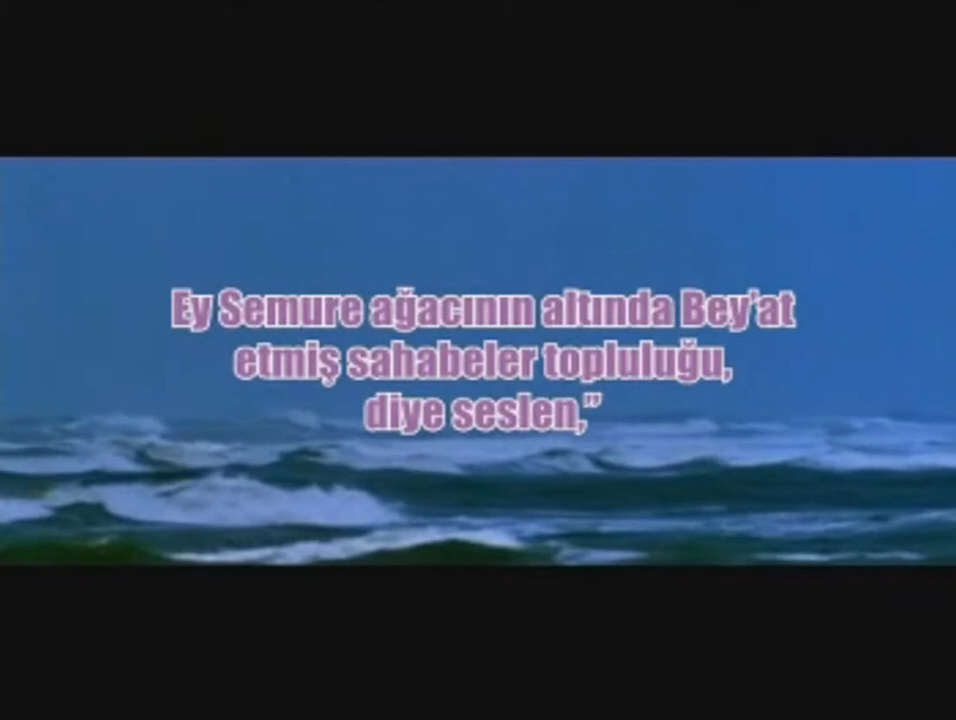 Ey Semure ağacının altında Bey'at
etmiş sahabeler topluluğu,
diye seslen,”